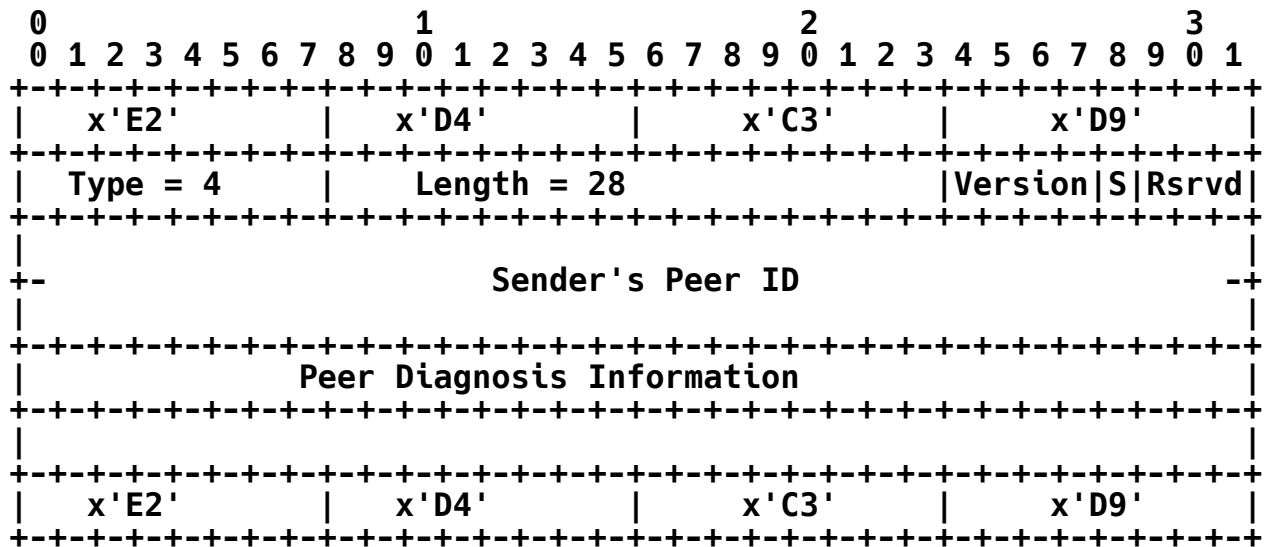 0                   1                   2                   3
 0 1 2 3 4 5 6 7 8 9 0 1 2 3 4 5 6 7 8 9 0 1 2 3 4 5 6 7 8 9 0 1
+-+-+-+-+-+-+-+-+-+-+-+-+-+-+-+-+-+-+-+-+-+-+-+-+-+-+-+-+-+-+-+-+
|   x'E2'       |   x'D4'       |     x'C3'     |     x'D9'     |
+-+-+-+-+-+-+-+-+-+-+-+-+-+-+-+-+-+-+-+-+-+-+-+-+-+-+-+-+-+-+-+-+
|  Type = 4     |    Length = 28                |Version|S|Rsrvd|
+-+-+-+-+-+-+-+-+-+-+-+-+-+-+-+-+-+-+-+-+-+-+-+-+-+-+-+-+-+-+-+-+
|                                                               |
+-                       Sender's Peer ID                      -+
|                                                               |
+-+-+-+-+-+-+-+-+-+-+-+-+-+-+-+-+-+-+-+-+-+-+-+-+-+-+-+-+-+-+-+-+
|              Peer Diagnosis Information                       |
+-+-+-+-+-+-+-+-+-+-+-+-+-+-+-+-+-+-+-+-+-+-+-+-+-+-+-+-+-+-+-+-+
|                                                               |
+-+-+-+-+-+-+-+-+-+-+-+-+-+-+-+-+-+-+-+-+-+-+-+-+-+-+-+-+-+-+-+-+
|   x'E2'       |   x'D4'       |     x'C3'     |     x'D9'     |
+-+-+-+-+-+-+-+-+-+-+-+-+-+-+-+-+-+-+-+-+-+-+-+-+-+-+-+-+-+-+-+-+